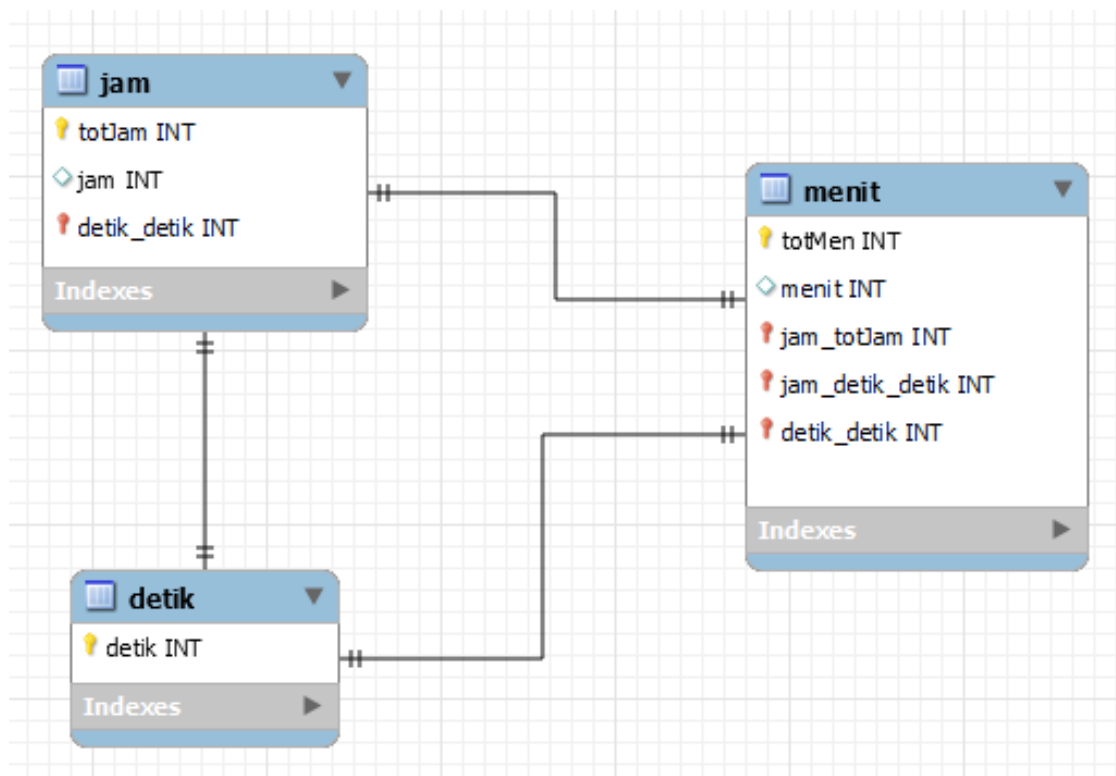 jam
totJam INT
jam INT
detik_detik INT
Indexes
menit
totMen INT
menit INT
jam_totJam INT
jam_detik_detik INT
detik_detik INT
Indexes
detik
detik INT
Indexes